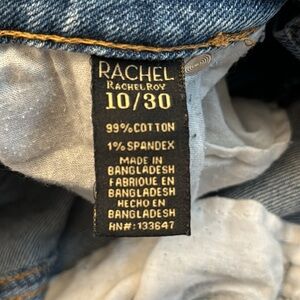 RACHEL
RACHEL ROY
10/30
99% COTTON
1% SPANDEX
MADE IN
BANGLADESH
FABRIQUE EN
BANGLADESH
HECHO EN
BANGLADESH
RN#:133647